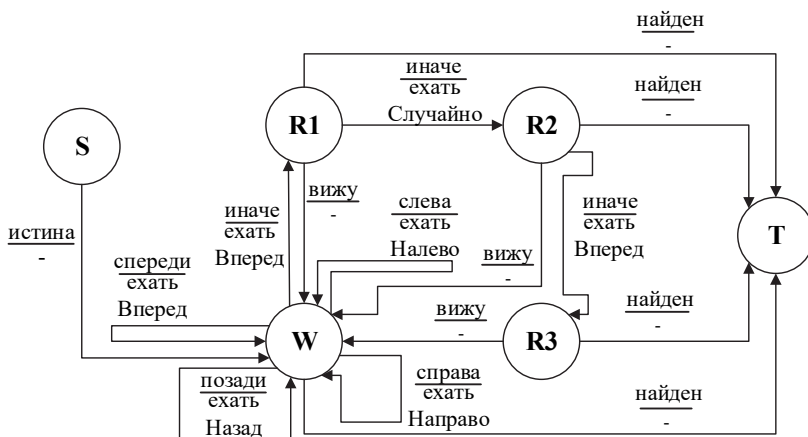 найден
-
иначе
ехать
Случайно
найден
-
S
R1
R2
T
истина
-
иначе
ехать
Вперед
вижу
-
слева
ехать
Налево
вижу
-
иначе
ехать
Вперед
спереди
ехать
Вперед
W
вижу
-
R3
найден
-
позади
ехать
Назад
справа
ехать
Направо
найден
-